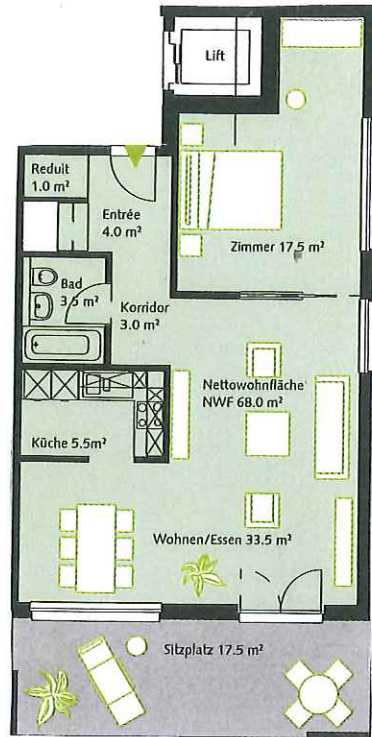 Lift
Reduit
1.0 m²
Entrée
4.0 m²
Zimmer 17.5 m²
Bad
3.5 m²
Korridor
3.0 m²
Nettowohnfläche
NWF 68.0 m²
Küche 5.5m²
Wohnen/Essen 33.5 m²
Sitzplatz 17.5 m²